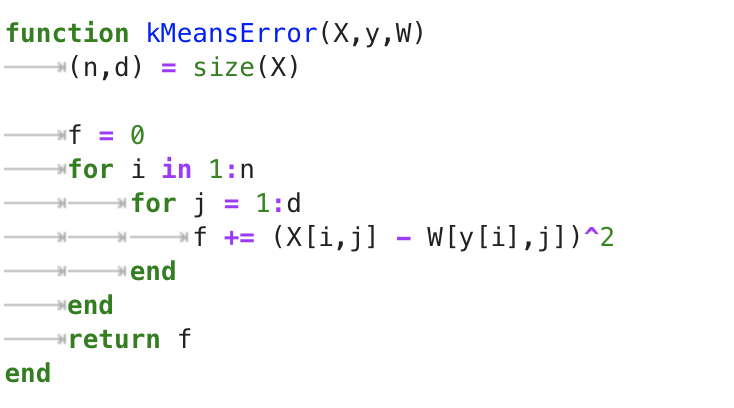 function kMeansError(X,y,W)
(n,d) = size(X)
f = 0
for i in 1:n
for j = 1:d
f += (X[i,j] - W[y[i],j])^2
end
end
return f
end